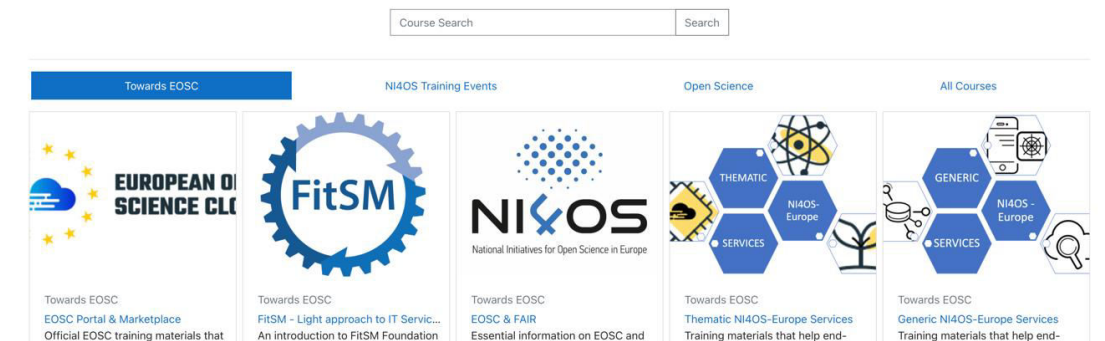 Course Search
Search
Towards EOSC
NI4OS Training Events
Open Science
All Courses
EUROPEAN
SCIENCE
FitSM
NI4OS
National Initiatives for Open Science in Europe
THEMATIC
NI4OS-
Europe
SERVICES
GENERIC
NI4OS -
Europe
SERVICES
Towards EOSC
EOSC Portal & Marketplace
Official EOSC training materials that
Towards EOSC
FitSM - Light approach to IT Servic...
An introduction to FitSM Foundation
Towards EOSC
EOSC & FAIR
Essential information on EOSC and
Towards EOSC
Thematic NI4OS-Europe Services
Training materials that help end-
Towards EOSC
Generic NI4OS-Europe Services
Training materials that help end-